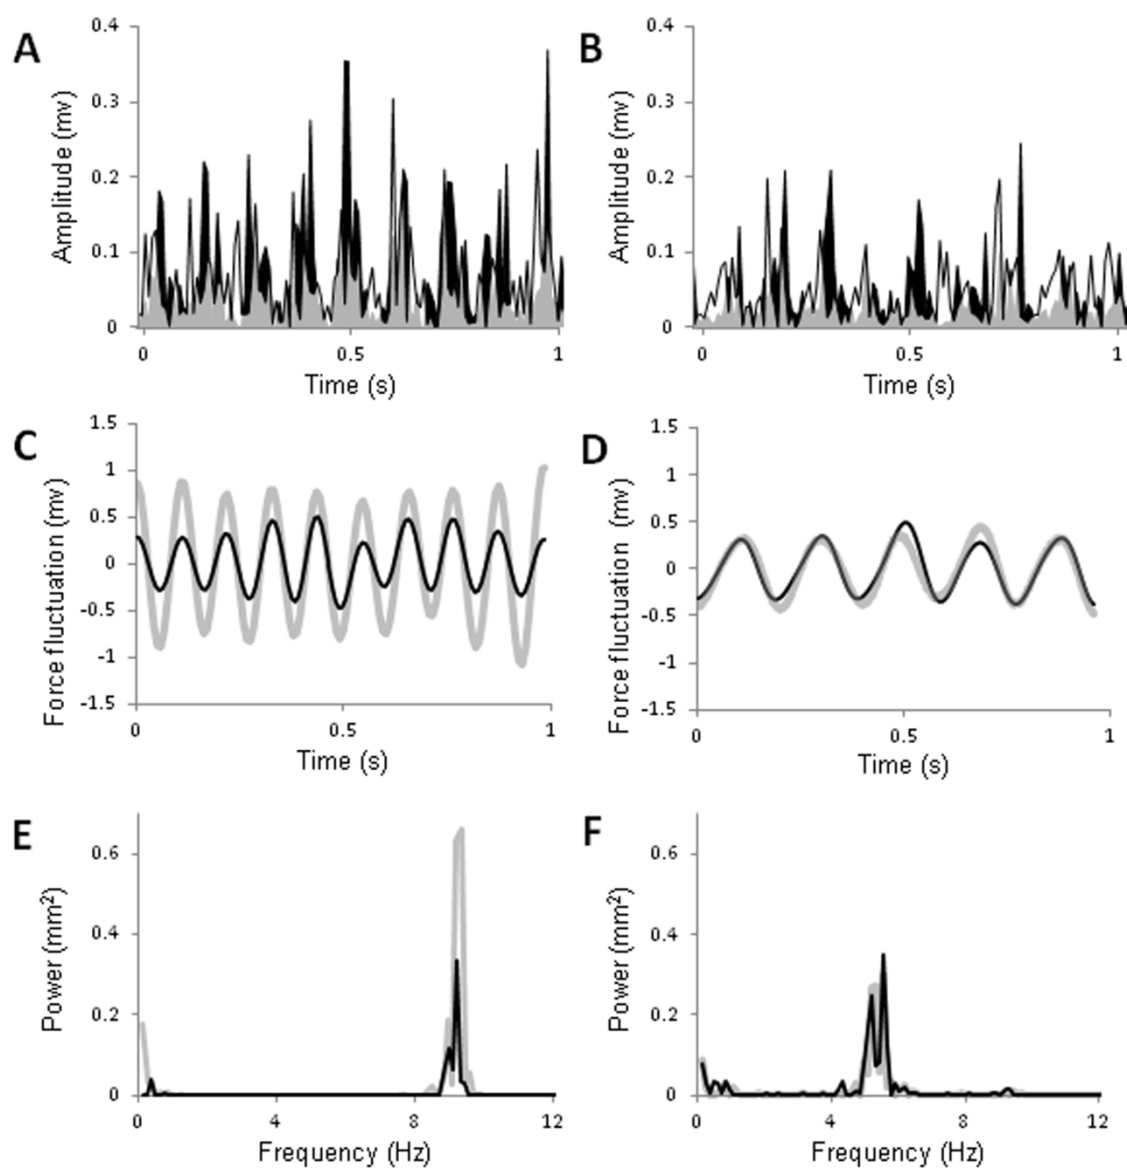 A
0.4
0.3
0.2
0.1
0
Amplitude (mv)
0
0.5
1
Time (s)
B
0.4
0.3
0.2
0.1
0
Amplitude (mv)
0
0.5
1
Time (s)
C
1.5
1
0.5
0
-0.5
-1
-1.5
Force fluctuation (mv)
0
0.5
1
Time (s)
D
1.5
1
0.5
0
-0.5
-1
-1.5
Force fluctuation (mv)
0
0.5
1
Time (s)
E
0.6
0.4
0.2
0
Power (mm²)
0
4
8
12
Frequency (Hz)
F
0.6
0.4
0.2
0
Power (mm²)
0
4
8
12
Frequency (Hz)